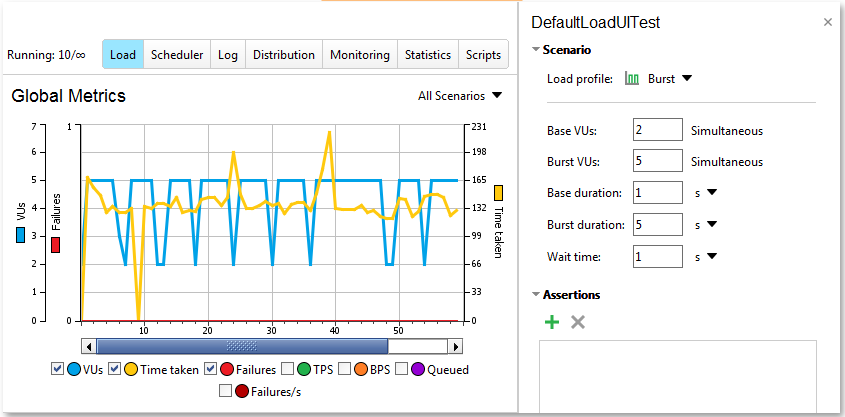 DefaultLoadUITest
Running: 10/∞
Load
Scheduler
Log
Distribution
Monitoring
Statistics
Scripts
Global Metrics
All Scenarios
7
6
5
4
3
2
1
0
VUs
1
0
Failures
231
198
165
132
99
66
33
0
Time taken
10
20
30
40
50
VUs
Time taken
Failures
TPS
BPS
Queued
Failures/s
Scenario
Load profile: Burst
Base VUs: 2 Simultaneous
Burst VUs: 5 Simultaneous
Base duration: 1 s
Burst duration: 5 s
Wait time: 1 s
Assertions